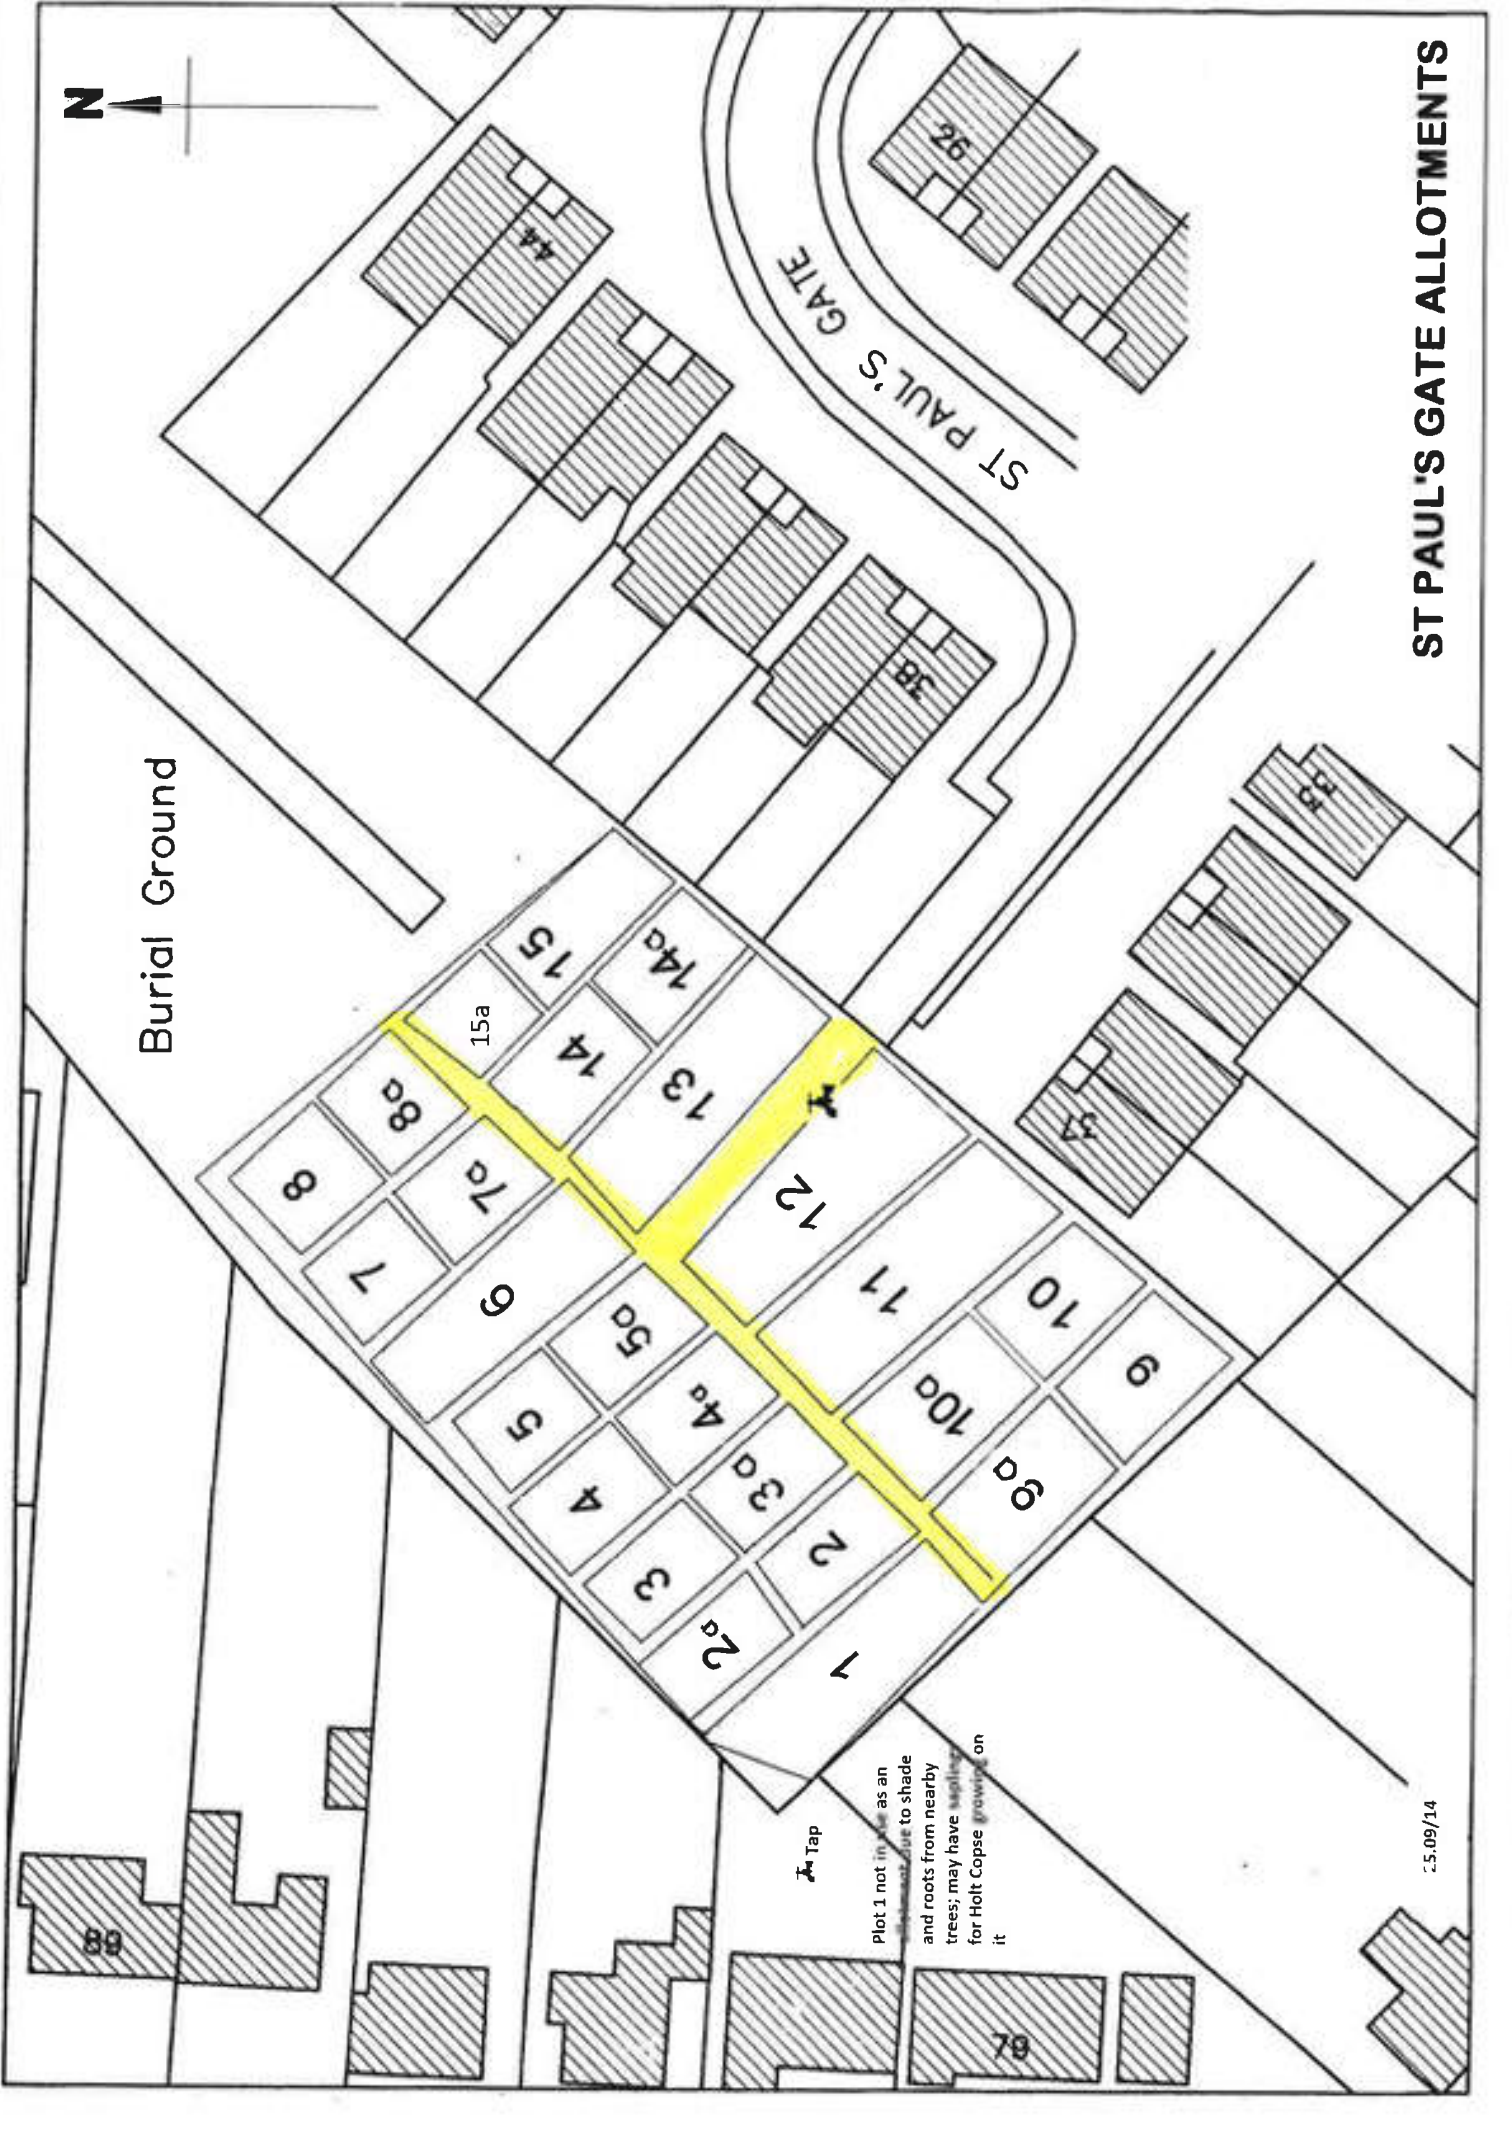 N
Burial Ground
44
26
ST PAUL'S GATE
38
33
37
15
15a
14a
14
13
8a
8
7a
7
6
12
5a
5
11
4a
4
10
10a
3a
3
9
9a
2
2a
1
89
79
Tap
Plot 1 not in use as an
allotment due to shade
and roots from nearby
trees; may have saplings
for Holt Copse growing on
it
ST PAUL'S GATE ALLOTMENTS
5.09/14